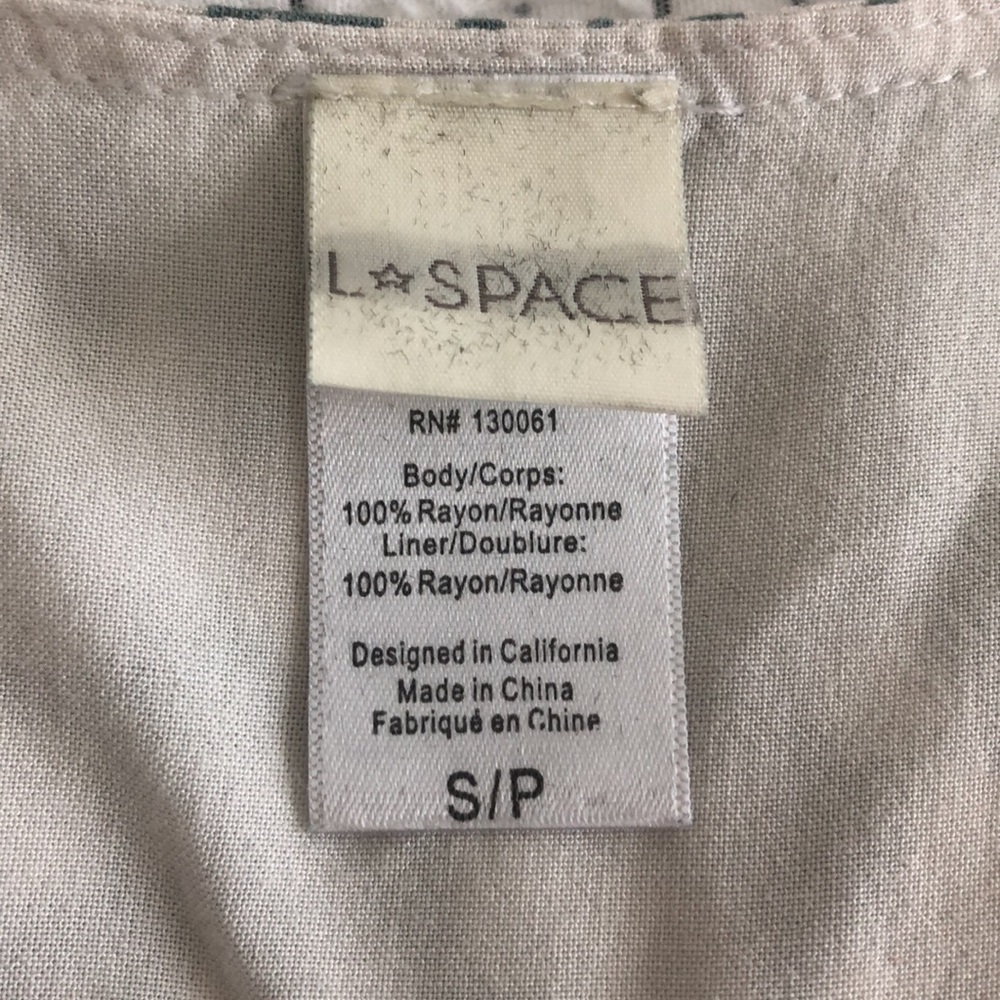 L☆SPACE
RN# 130061
Body/Corps:
100% Rayon/Rayonne
Liner/Doublure:
100% Rayon/Rayonne
Designed in California
Made in China
Fabriqué en Chine
S/P